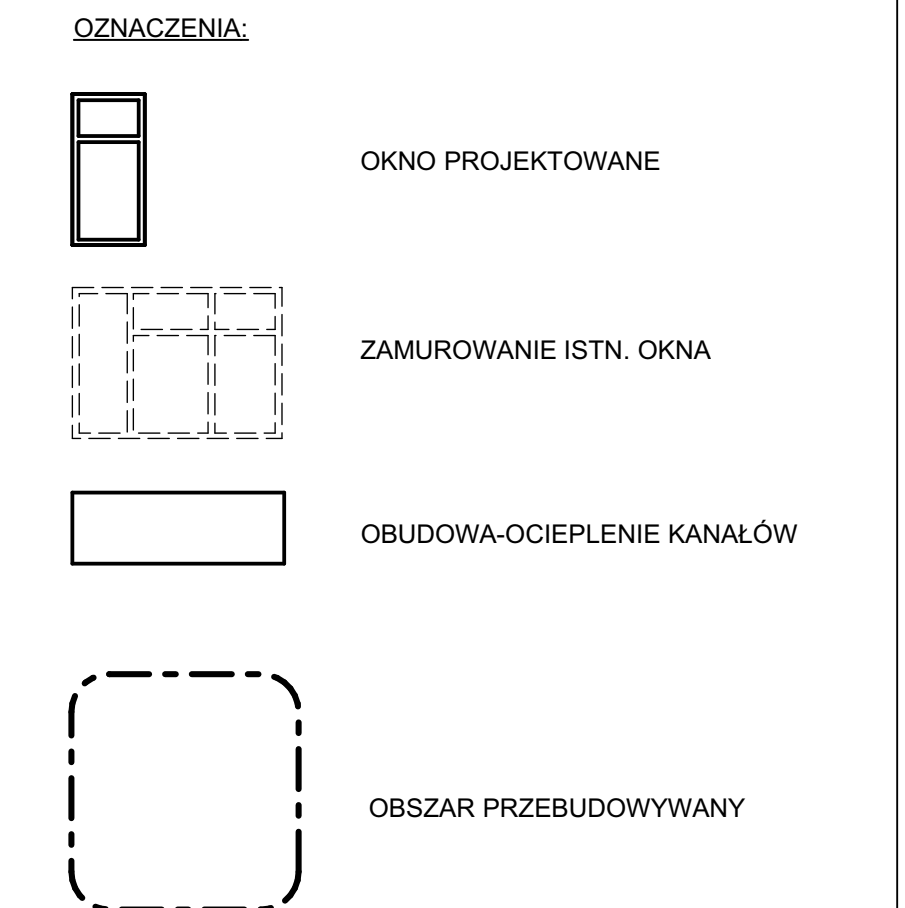 OZNACZENIA:
OKNO PROJEKTOWANE
ZAMUROWANIE ISTN. OKNA
OBUDOWA-OCIEPLENIE KANAŁÓW
OBSZAR PRZEBUDOWYWANY